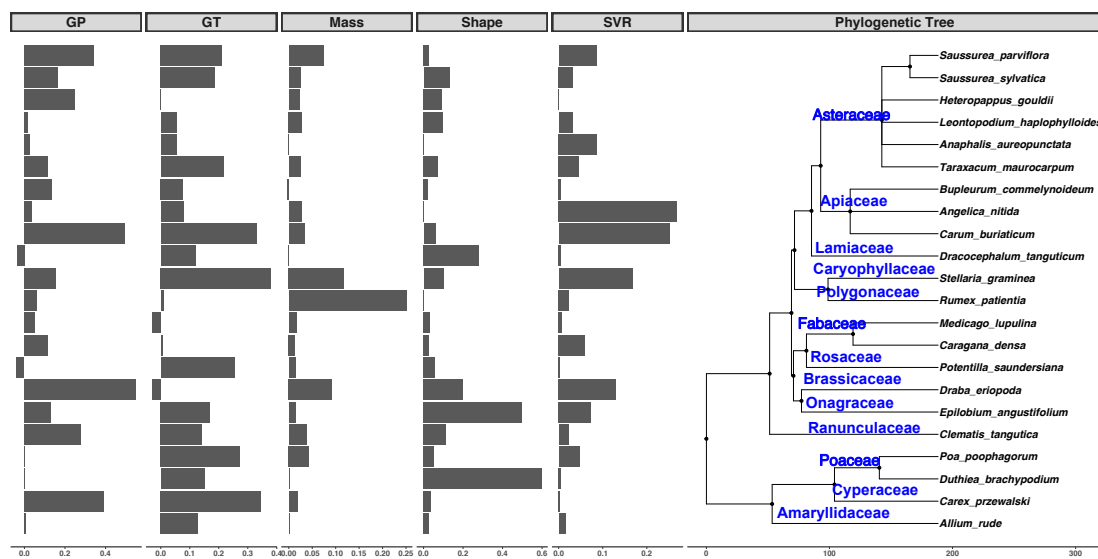 GP GT Mass Shape SVR Phylogenetic Tree
Saussurea_parviflora
Saussurea_sylvatica
Heteropappus_gouldii
Asteraceae Leontopodium_haplophylloides
Anaphalis_aureopunctata
Taraxacum_maurocarpum
Bupleurum_commelynoideum
Apiaceae Angelica_nitida
Carum_buriaticum
Lamiaceae Dracocephalum_tanguticum
Caryophyllaceae Stellaria_graminea
Polygonaceae Rumex_patientia
Fabaceae Medicago_lupulina
Caragana_densa
Rosaceae Potentilla_saundersiana
Brassicaceae Draba_eriopoda
Onagraceae Epilobium_angustifolium
Ranunculaceae Clematis_tangutica
Poaceae Poa_poophagorum
Duthiea_brachypodium
Cyperaceae Carex_przewalski
Amaryllidaceae Allium_rude
0.0 0.2 0.4 0.0 0.1 0.2 0.3 0.4 0.00 0.05 0.10 0.15 0.20 0.25 0.0 0.2 0.4 0.6 0.0 0.1 0.2 0 100 200 300